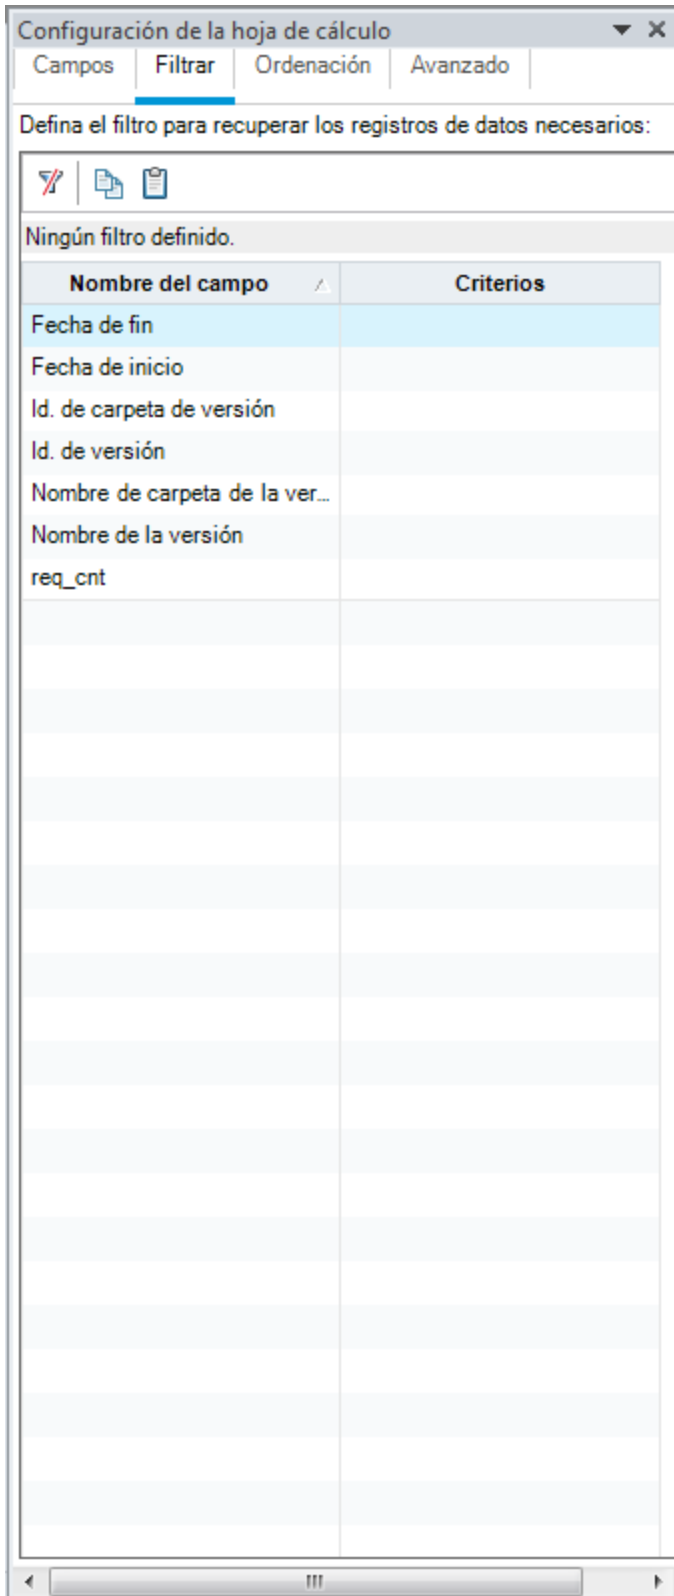 Configuración de la hoja de cálculo
Campos Filtrar Ordenación Avanzado
Defina el filtro para recuperar los registros de datos necesarios:
Ningún filtro definido.
Nombre del campo Criterios
Fecha de fin
Fecha de inicio
Id. de carpeta de versión
Id. de versión
Nombre de carpeta de la ver...
Nombre de la versión
req_cnt